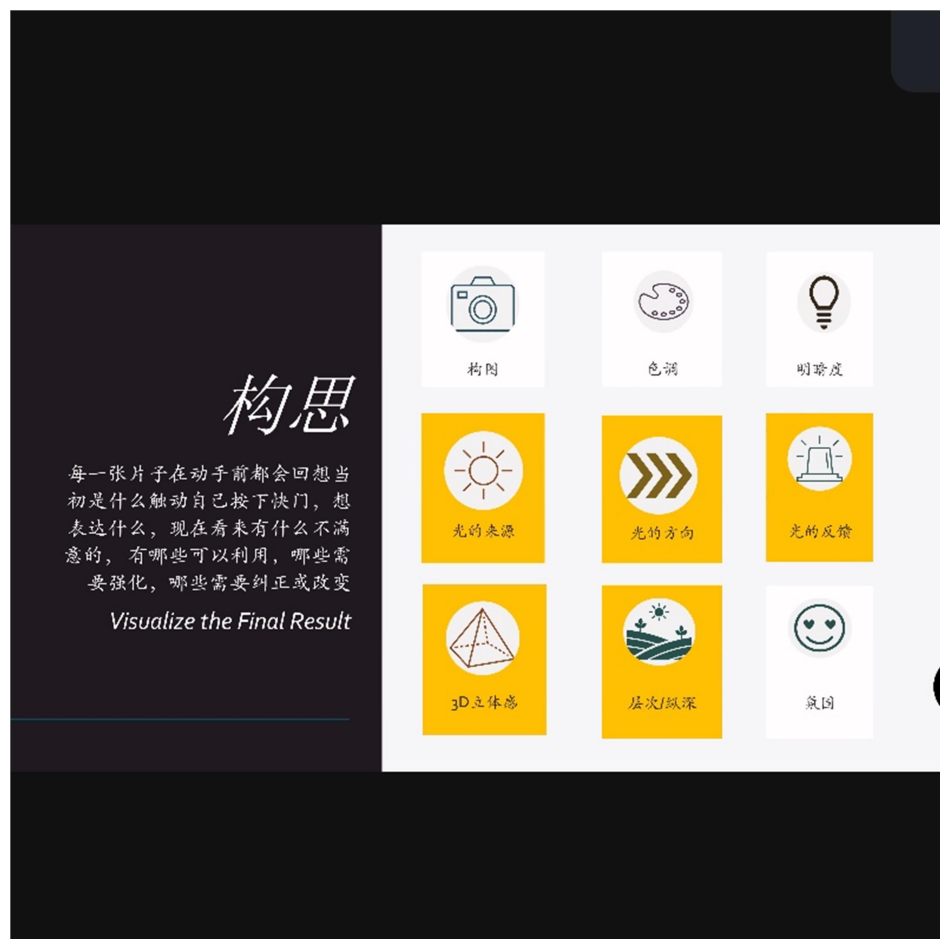 构思
每一张片子在动手前都会回想当
初是什么触动自己按下快门，想
表达什么，现在看来有什么不满
意的，有哪些可以利用，哪些需
要强化，哪些需要纠正或改变
Visualize the Final Result
构图
色调
明暗度
光的来源
光的方向
光的反馈
3D立体感
层次/纵深
氛围